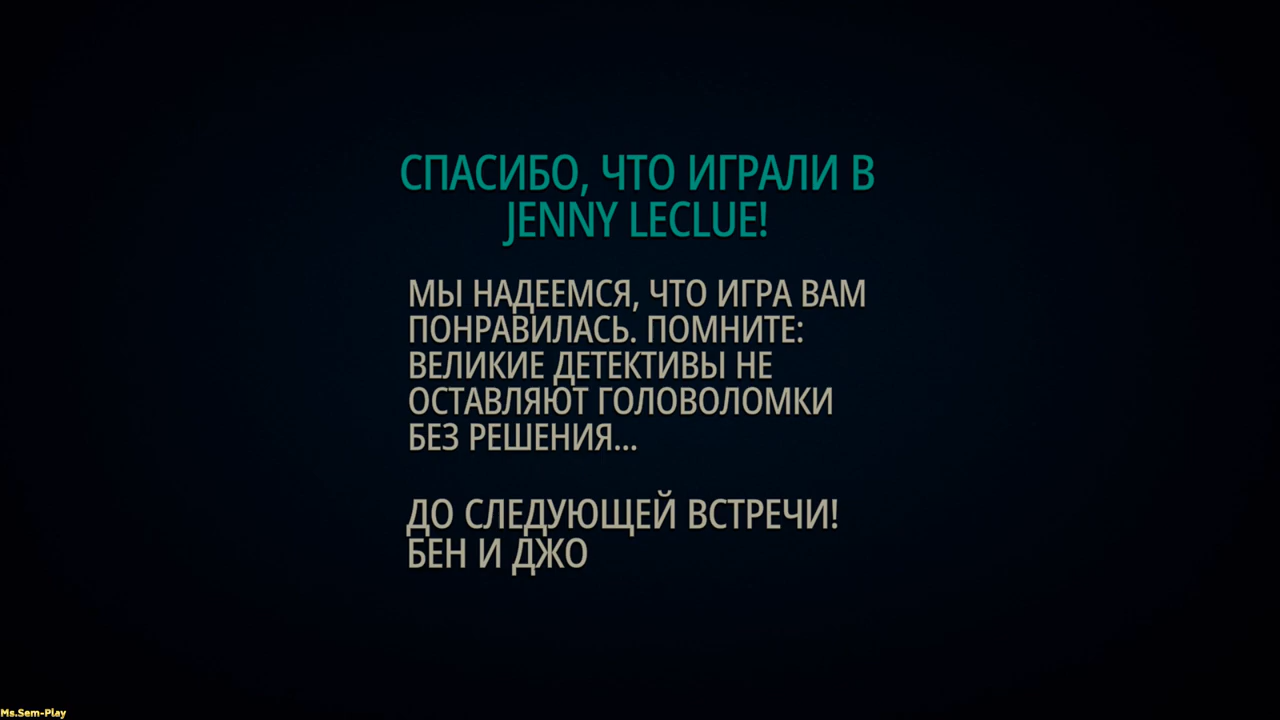 СПАСИБО, ЧТО ИГРАЛИ В
JENNY LECLUE!
МЫ НАДЕЕМСЯ, ЧТО ИГРА ВАМ
ПОНРАВИЛАСЬ. ПОМНИТЕ:
ВЕЛИКИЕ ДЕТЕКТИВЫ НЕ
ОСТАВЛЯЮТ ГОЛОВОЛОМКИ
БЕЗ РЕШЕНИЯ...
ДО СЛЕДУЮЩЕЙ ВСТРЕЧИ!
БЕН И ДЖО
Ms.Sem-Play